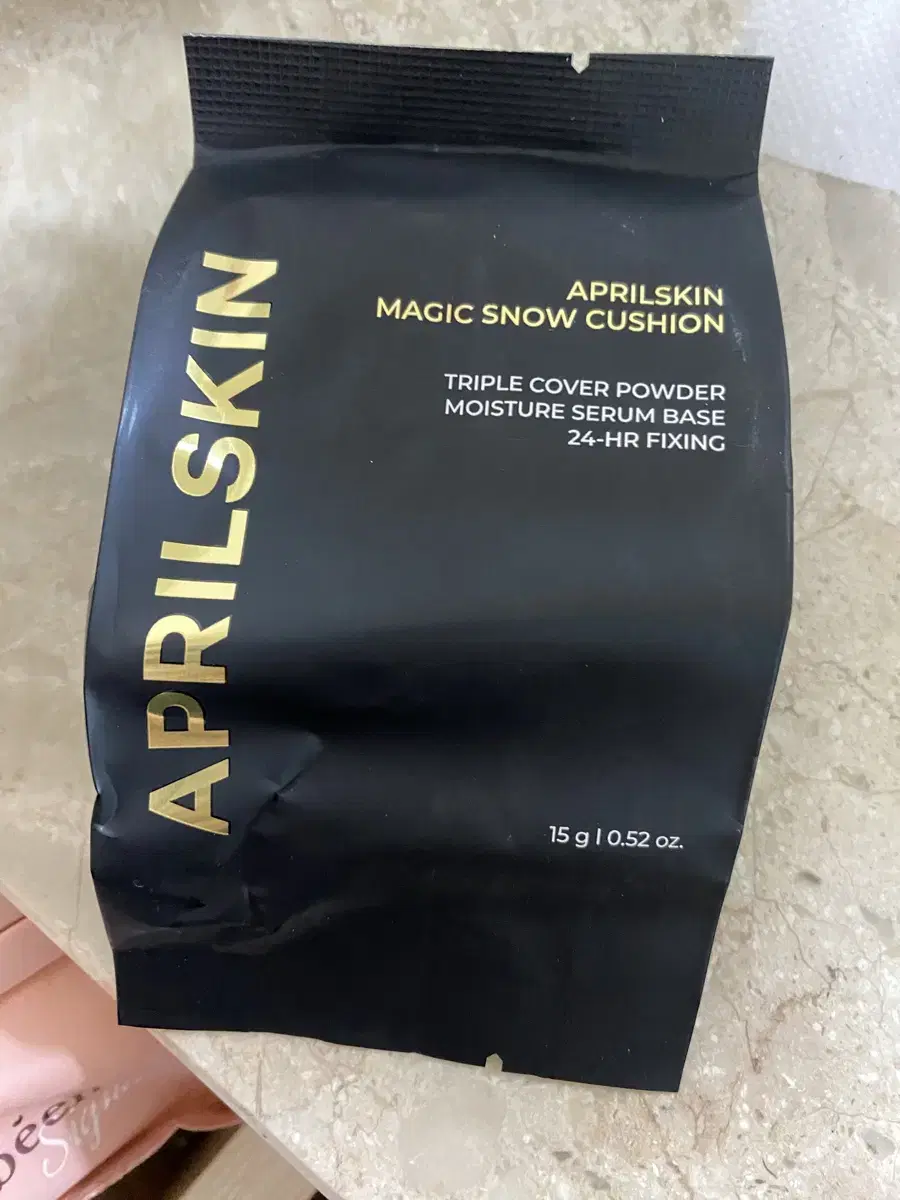 APRILSKIN
APRILSKIN
MAGIC SNOW CUSHION
TRIPLE COVER POWDER
MOISTURE SERUM BASE
24-HR FIXING
15 g | 0.52 oz.